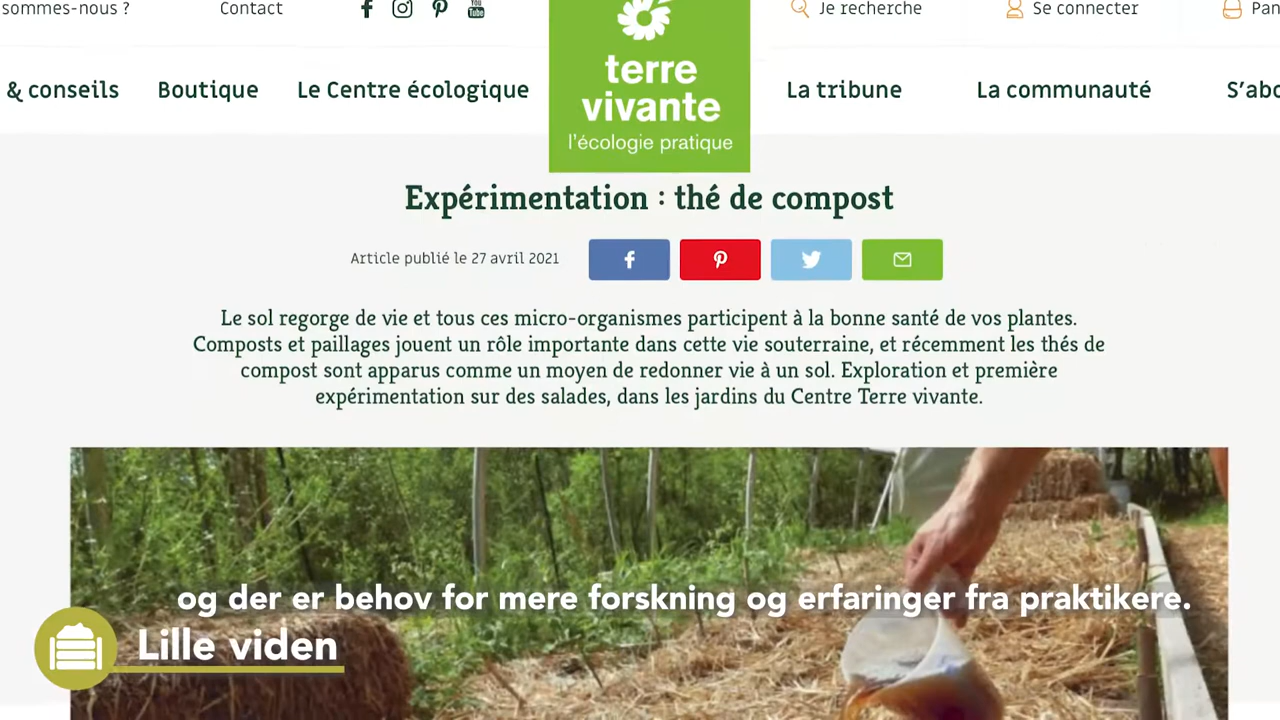 sommes-nous ?
Contact
You Tube
Je recherche
Se connecter
Pan
& conseils
Boutique
Le Centre écologique
terre
vivante
l'écologie pratique
La tribune
La communauté
S'abo
Expérimentation : thé de compost
Article publié le 27 avril 2021
Le sol regorge de vie et tous ces micro-organismes participent à la bonne santé de vos plantes.
Composts et paillages jouent un rôle importante dans cette vie souterraine, et récemment les thés de
compost sont apparus comme un moyen de redonner vie à un sol. Exploration et première
expérimentation sur des salades, dans les jardins du Centre Terre vivante.
og der er behov for mere forskning og erfaringer fra praktikere.
Lille viden